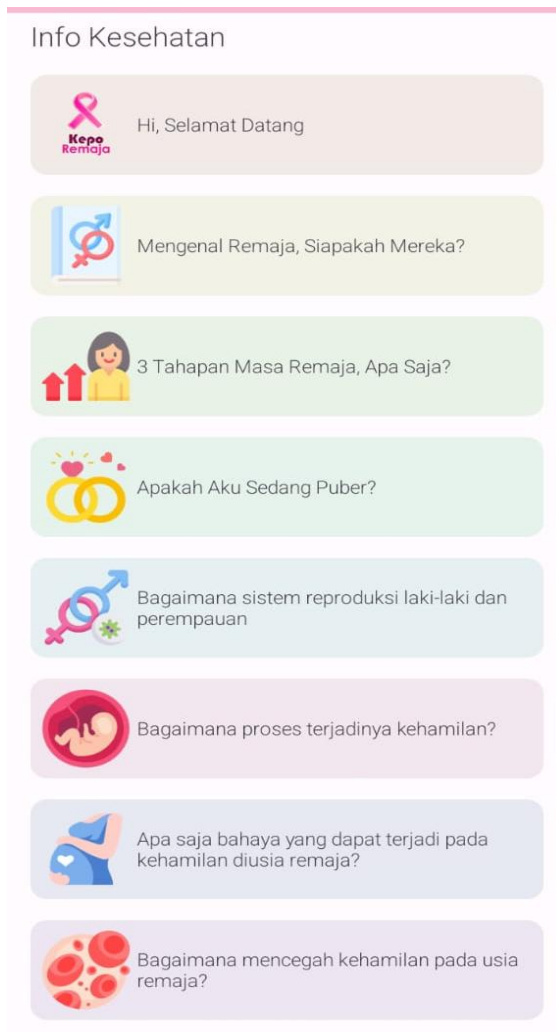 Info Kesehatan
Kepo
Remaja
Hi, Selamat Datang
Mengenal Remaja, Siapakah Mereka?
3 Tahapan Masa Remaja, Apa Saja?
Apakah Aku Sedang Puber?
Bagaimana sistem reproduksi laki-laki dan
perempauan
Bagaimana proses terjadinya kehamilan?
Apa saja bahaya yang dapat terjadi pada
kehamilan diusia remaja?
Bagaimana mencegah kehamilan pada usia
remaja?